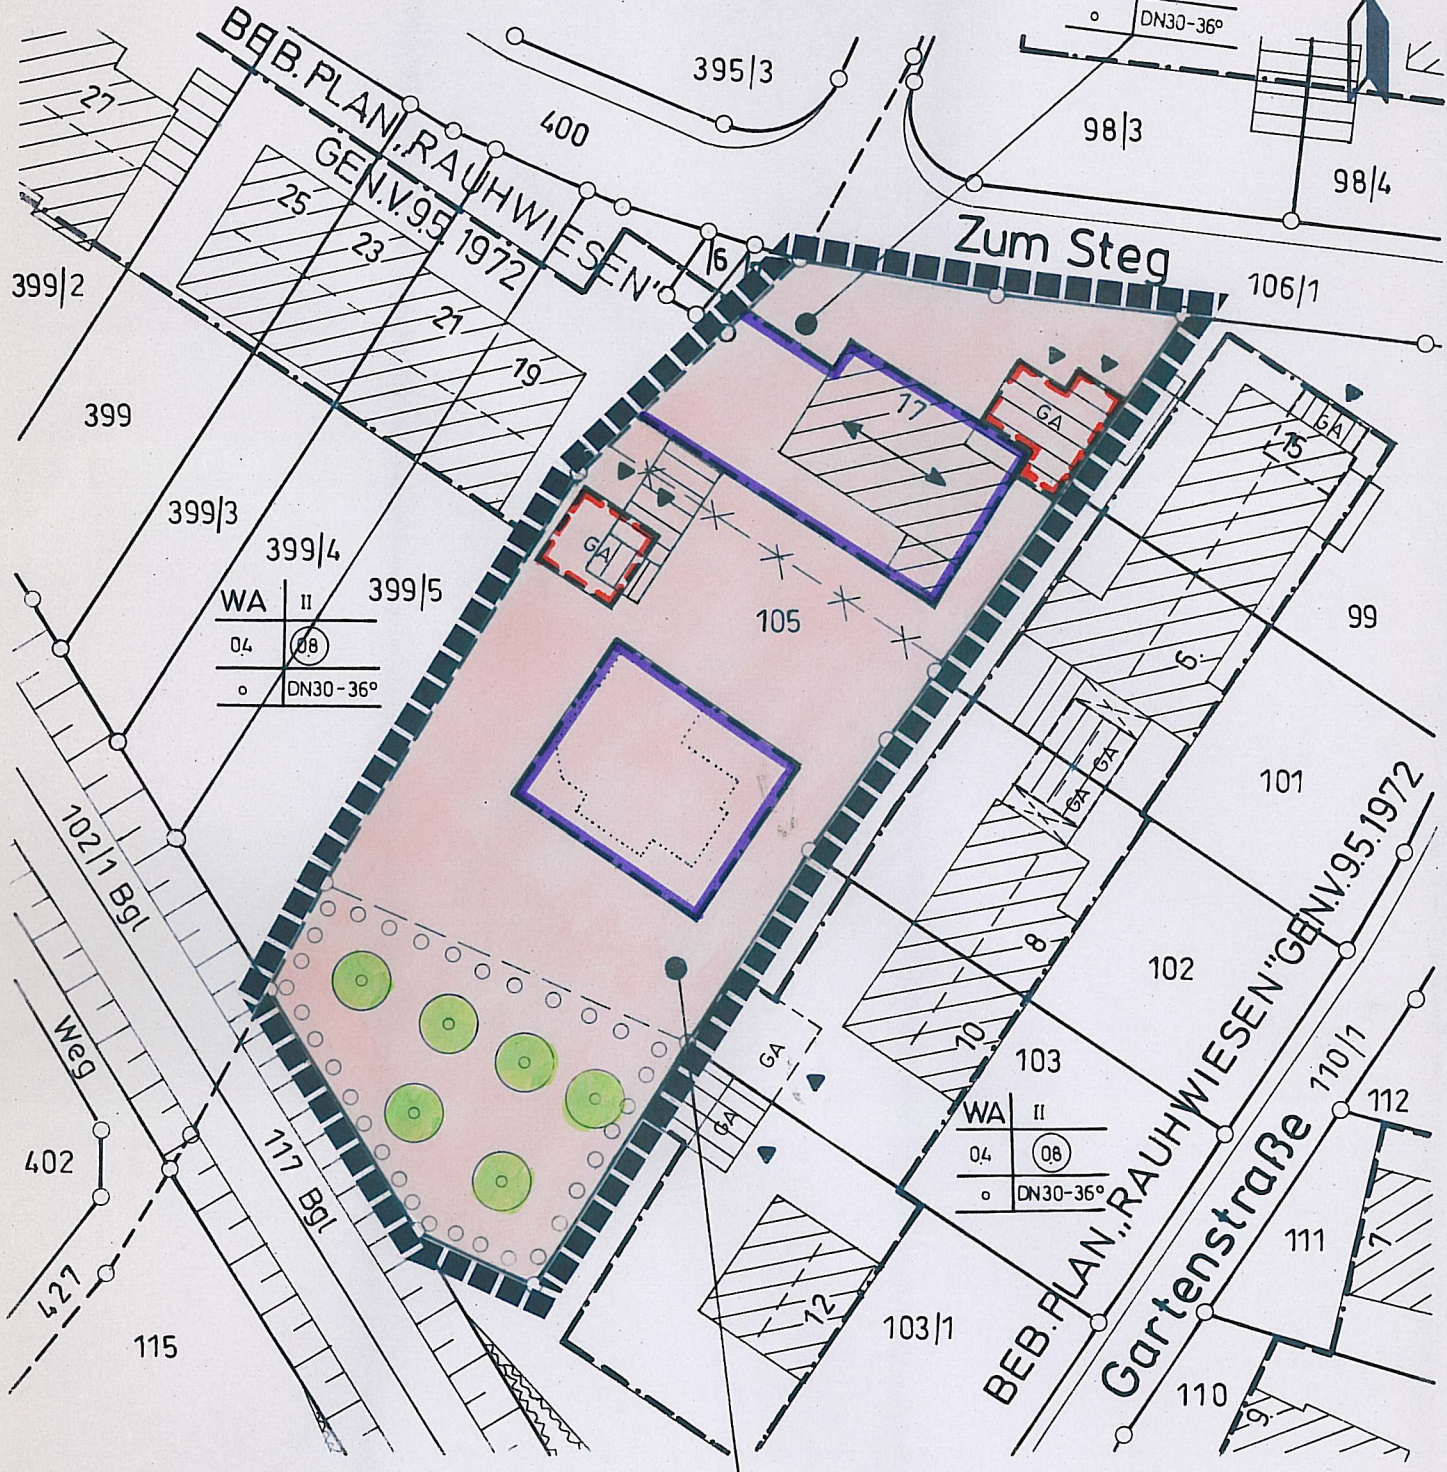 o DN30-36°
395/3
400
98/3
98/4
27
BEB. PLAN „RAUHWIESEN"
GEN.V.9.5. 1972
Zum Steg
106/1
25
23
21
19
6
399/2
399
399/3
399/4
399/5
WA II
04 08
o DN30-36°
17
GA
GA
105
GA
15
99
6
101
GA
GA
8
102
10
103
GA
GA
WA II
04 08
o DN30-36°
12
103/1
102/1 Bgl
117 Bgl
Weg
402
427
115
BEB. PLAN „RAUHWIESEN" GEN.V.9.5.1972
Gartenstraße
110/1
112
111
7
110
9